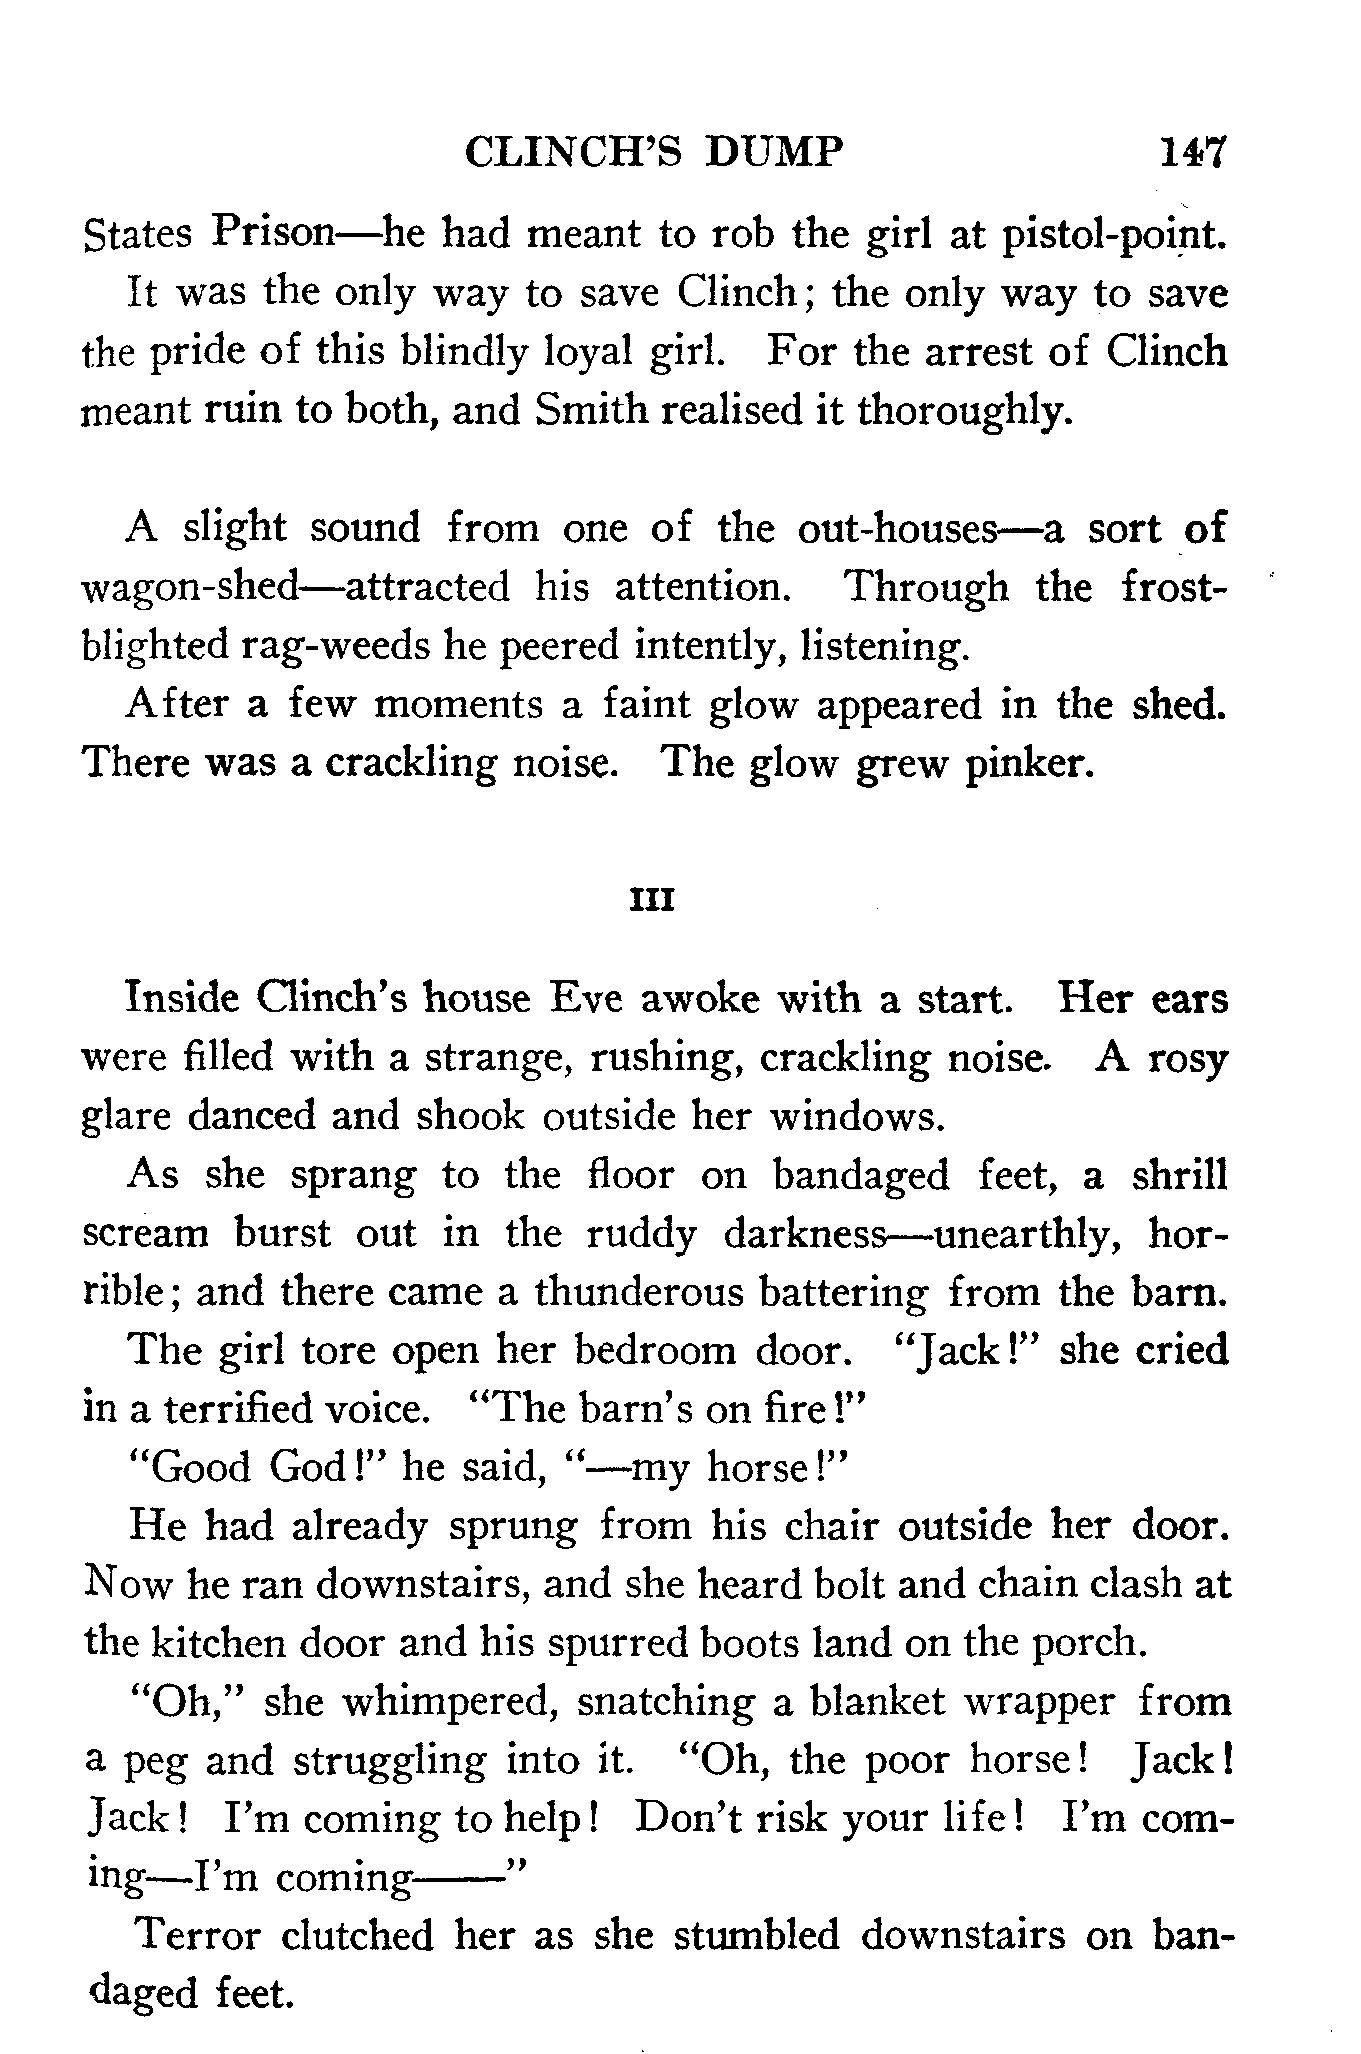 CLINCH'S DUMP 147
States Prison—he had meant to rob the girl at pistol-point.
It was the only way to save Clinch; the only way to save
the pride of this blindly loyal girl. For the arrest of Clinch
meant ruin to both, and Smith realised it thoroughly.
A slight sound from one of the out-houses—a sort of
wagon-shed—attracted his attention. Through the frost-
blighted rag-weeds he peered intently, listening.
After a few moments a faint glow appeared in the shed.
There was a crackling noise. The glow grew pinker.
III
Inside Clinch's house Eve awoke with a start. Her ears
were filled with a strange, rushing, crackling noise. A rosy
glare danced and shook outside her windows.
As she sprang to the floor on bandaged feet, a shrill
scream burst out in the ruddy darkness—unearthly, hor-
rible; and there came a thunderous battering from the barn.
The girl tore open her bedroom door. "Jack!" she cried
in a terrified voice. "The barn's on fire!"
"Good God!" he said, "—my horse!"
He had already sprung from his chair outside her door.
Now he ran downstairs, and she heard bolt and chain clash at
the kitchen door and his spurred boots land on the porch.
"Oh," she whimpered, snatching a blanket wrapper from
a peg and struggling into it. "Oh, the poor horse! Jack!
Jack! I'm coming to help! Don't risk your life! I'm com-
ing—I'm coming——"
Terror clutched her as she stumbled downstairs on ban-
daged feet.